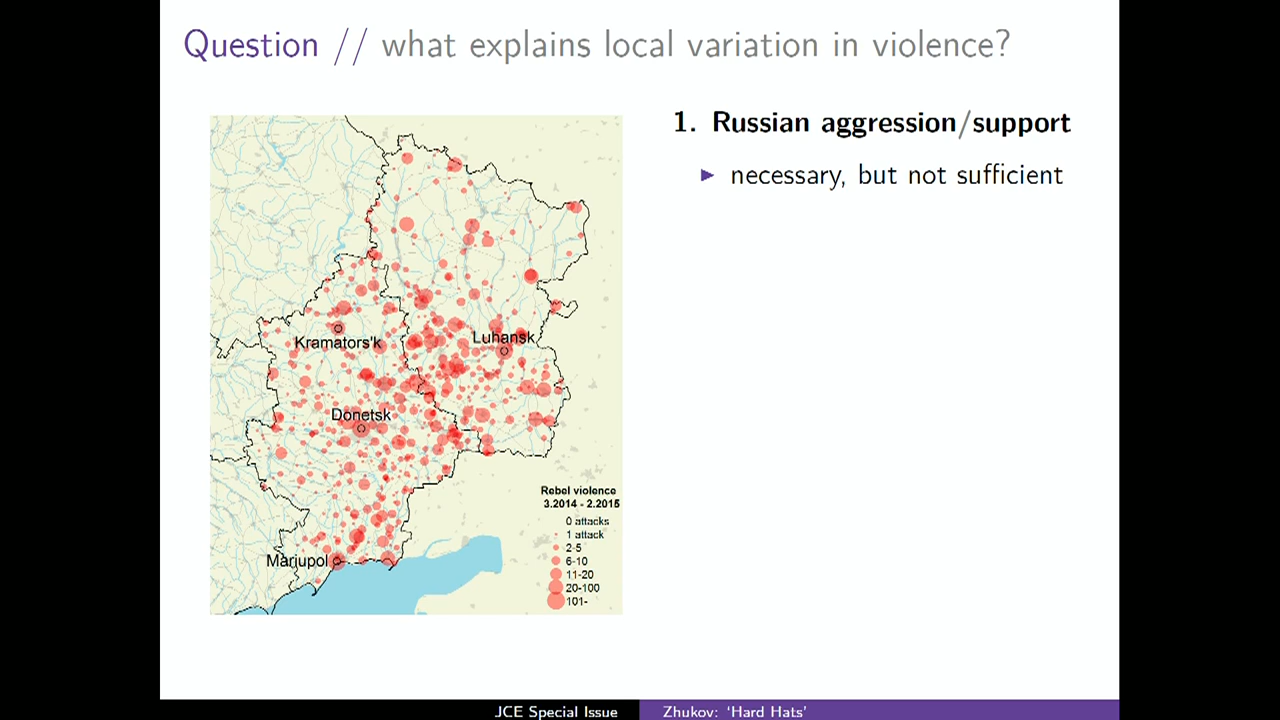 Question // what explains local variation in violence?
1. Russian aggression/support
▶ necessary, but not sufficient
Kramators'k
Luhansk
Donetsk
Mariupol
Rebel violence
3.2014 - 2.2015
0 attacks
1 attack
2-5
6-10
11-20
20-100
101-
JCE Special Issue
Zhukov: ‘Hard Hats’